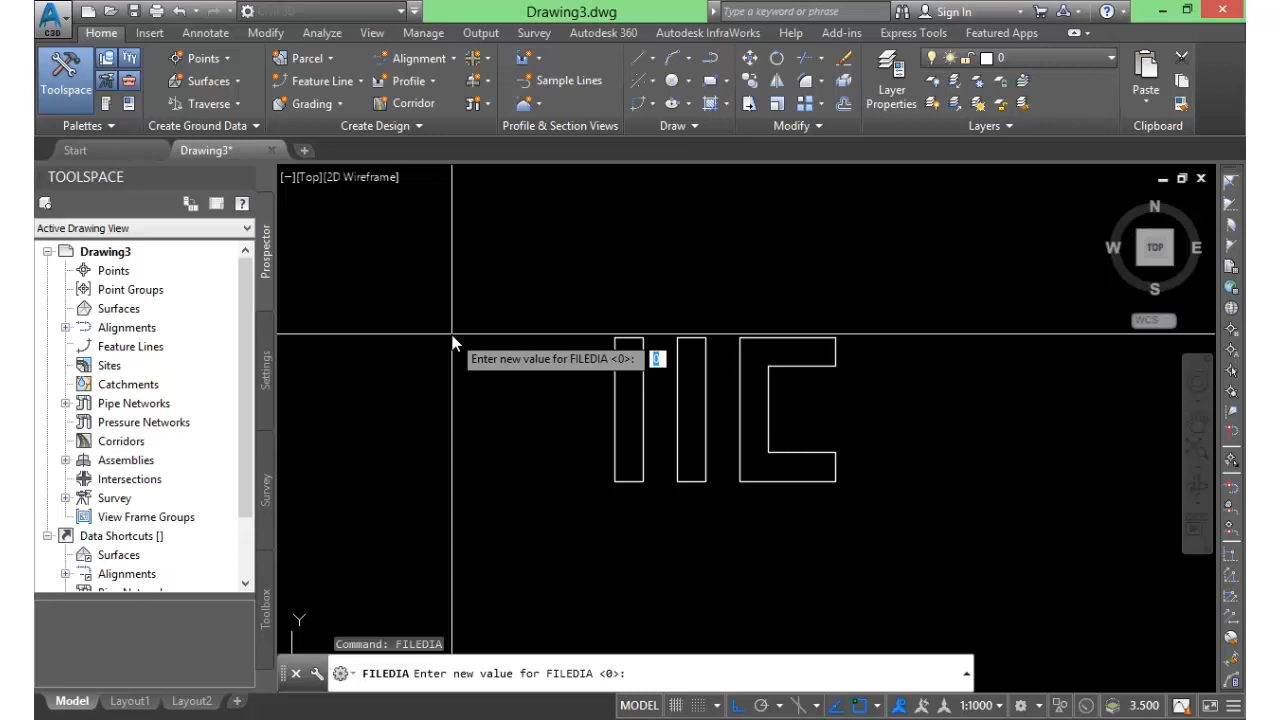 C3D
Civil 3D
Drawing3.dwg
Type a keyword or phrase
Sign In
Home
Insert
Annotate
Modify
Analyze
View
Manage
Output
Survey
Autodesk 360
Autodesk InfraWorks
Help
Add-ins
Express Tools
Featured Apps
Points
Parcel
Alignment
0
Surfaces
Feature Line
Profile
Sample Lines
Toolspace
Layer
Properties
Paste
Traverse
Grading
Corridor
Palettes
Create Ground Data
Create Design
Profile & Section Views
Draw
Modify
Layers
Clipboard
Start
Drawing3*
TOOLSPACE
[−][Top][2D Wireframe]
Active Drawing View
N
W
TOP
E
S
WCS
Drawing3
Points
Point Groups
Surfaces
Alignments
Feature Lines
Sites
Catchments
Pipe Networks
Pressure Networks
Corridors
Assemblies
Intersections
Survey
View Frame Groups
Data Shortcuts []
Surfaces
Alignments
Prospector
Settings
Survey
Toolbox
Enter new value for FILEDIA <0>:
0
Y
Command: FILEDIA
FILEDIA Enter new value for FILEDIA <0>:
Model
Layout1
Layout2
MODEL
1:1000
3.500